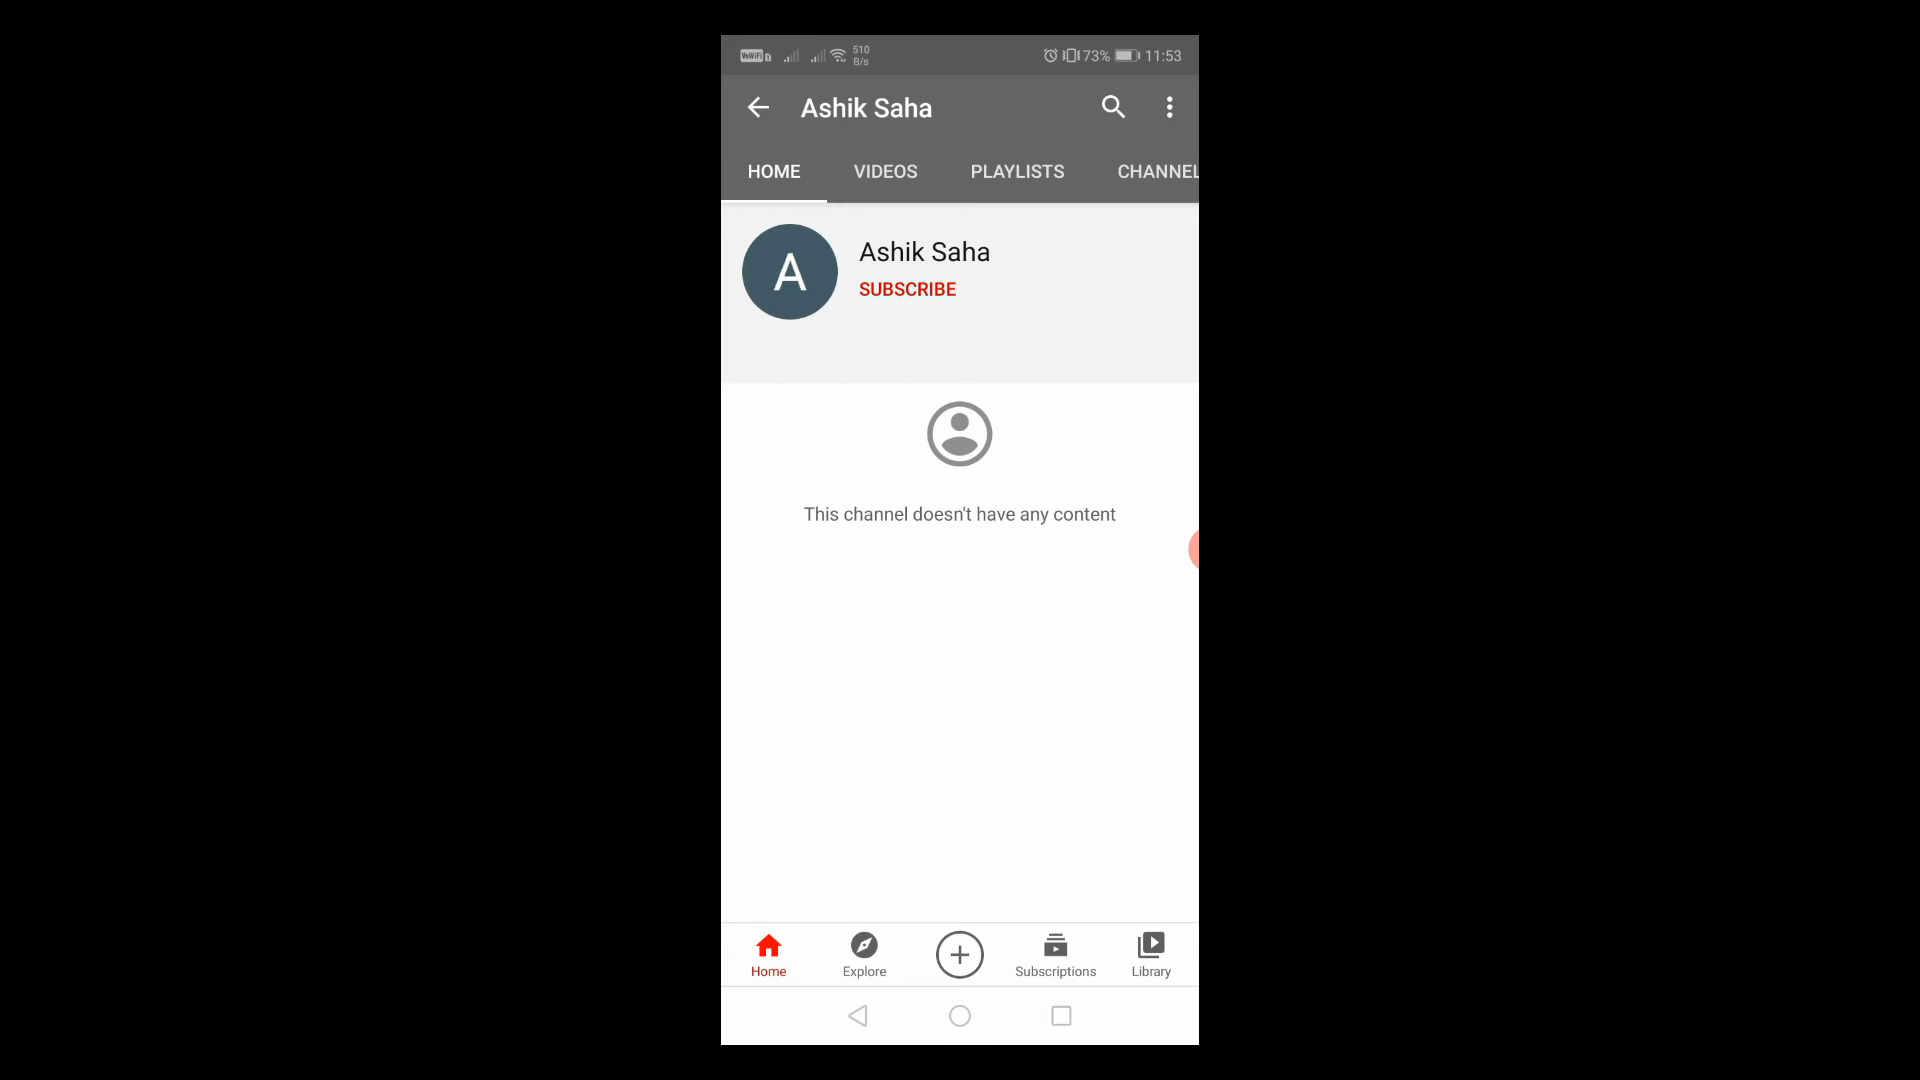 VoWiFi 510 B/s 73% 11:53
Ashik Saha
HOME VIDEOS PLAYLISTS CHANNEL
A
Ashik Saha
SUBSCRIBE
This channel doesn't have any content
Home Explore Subscriptions Library